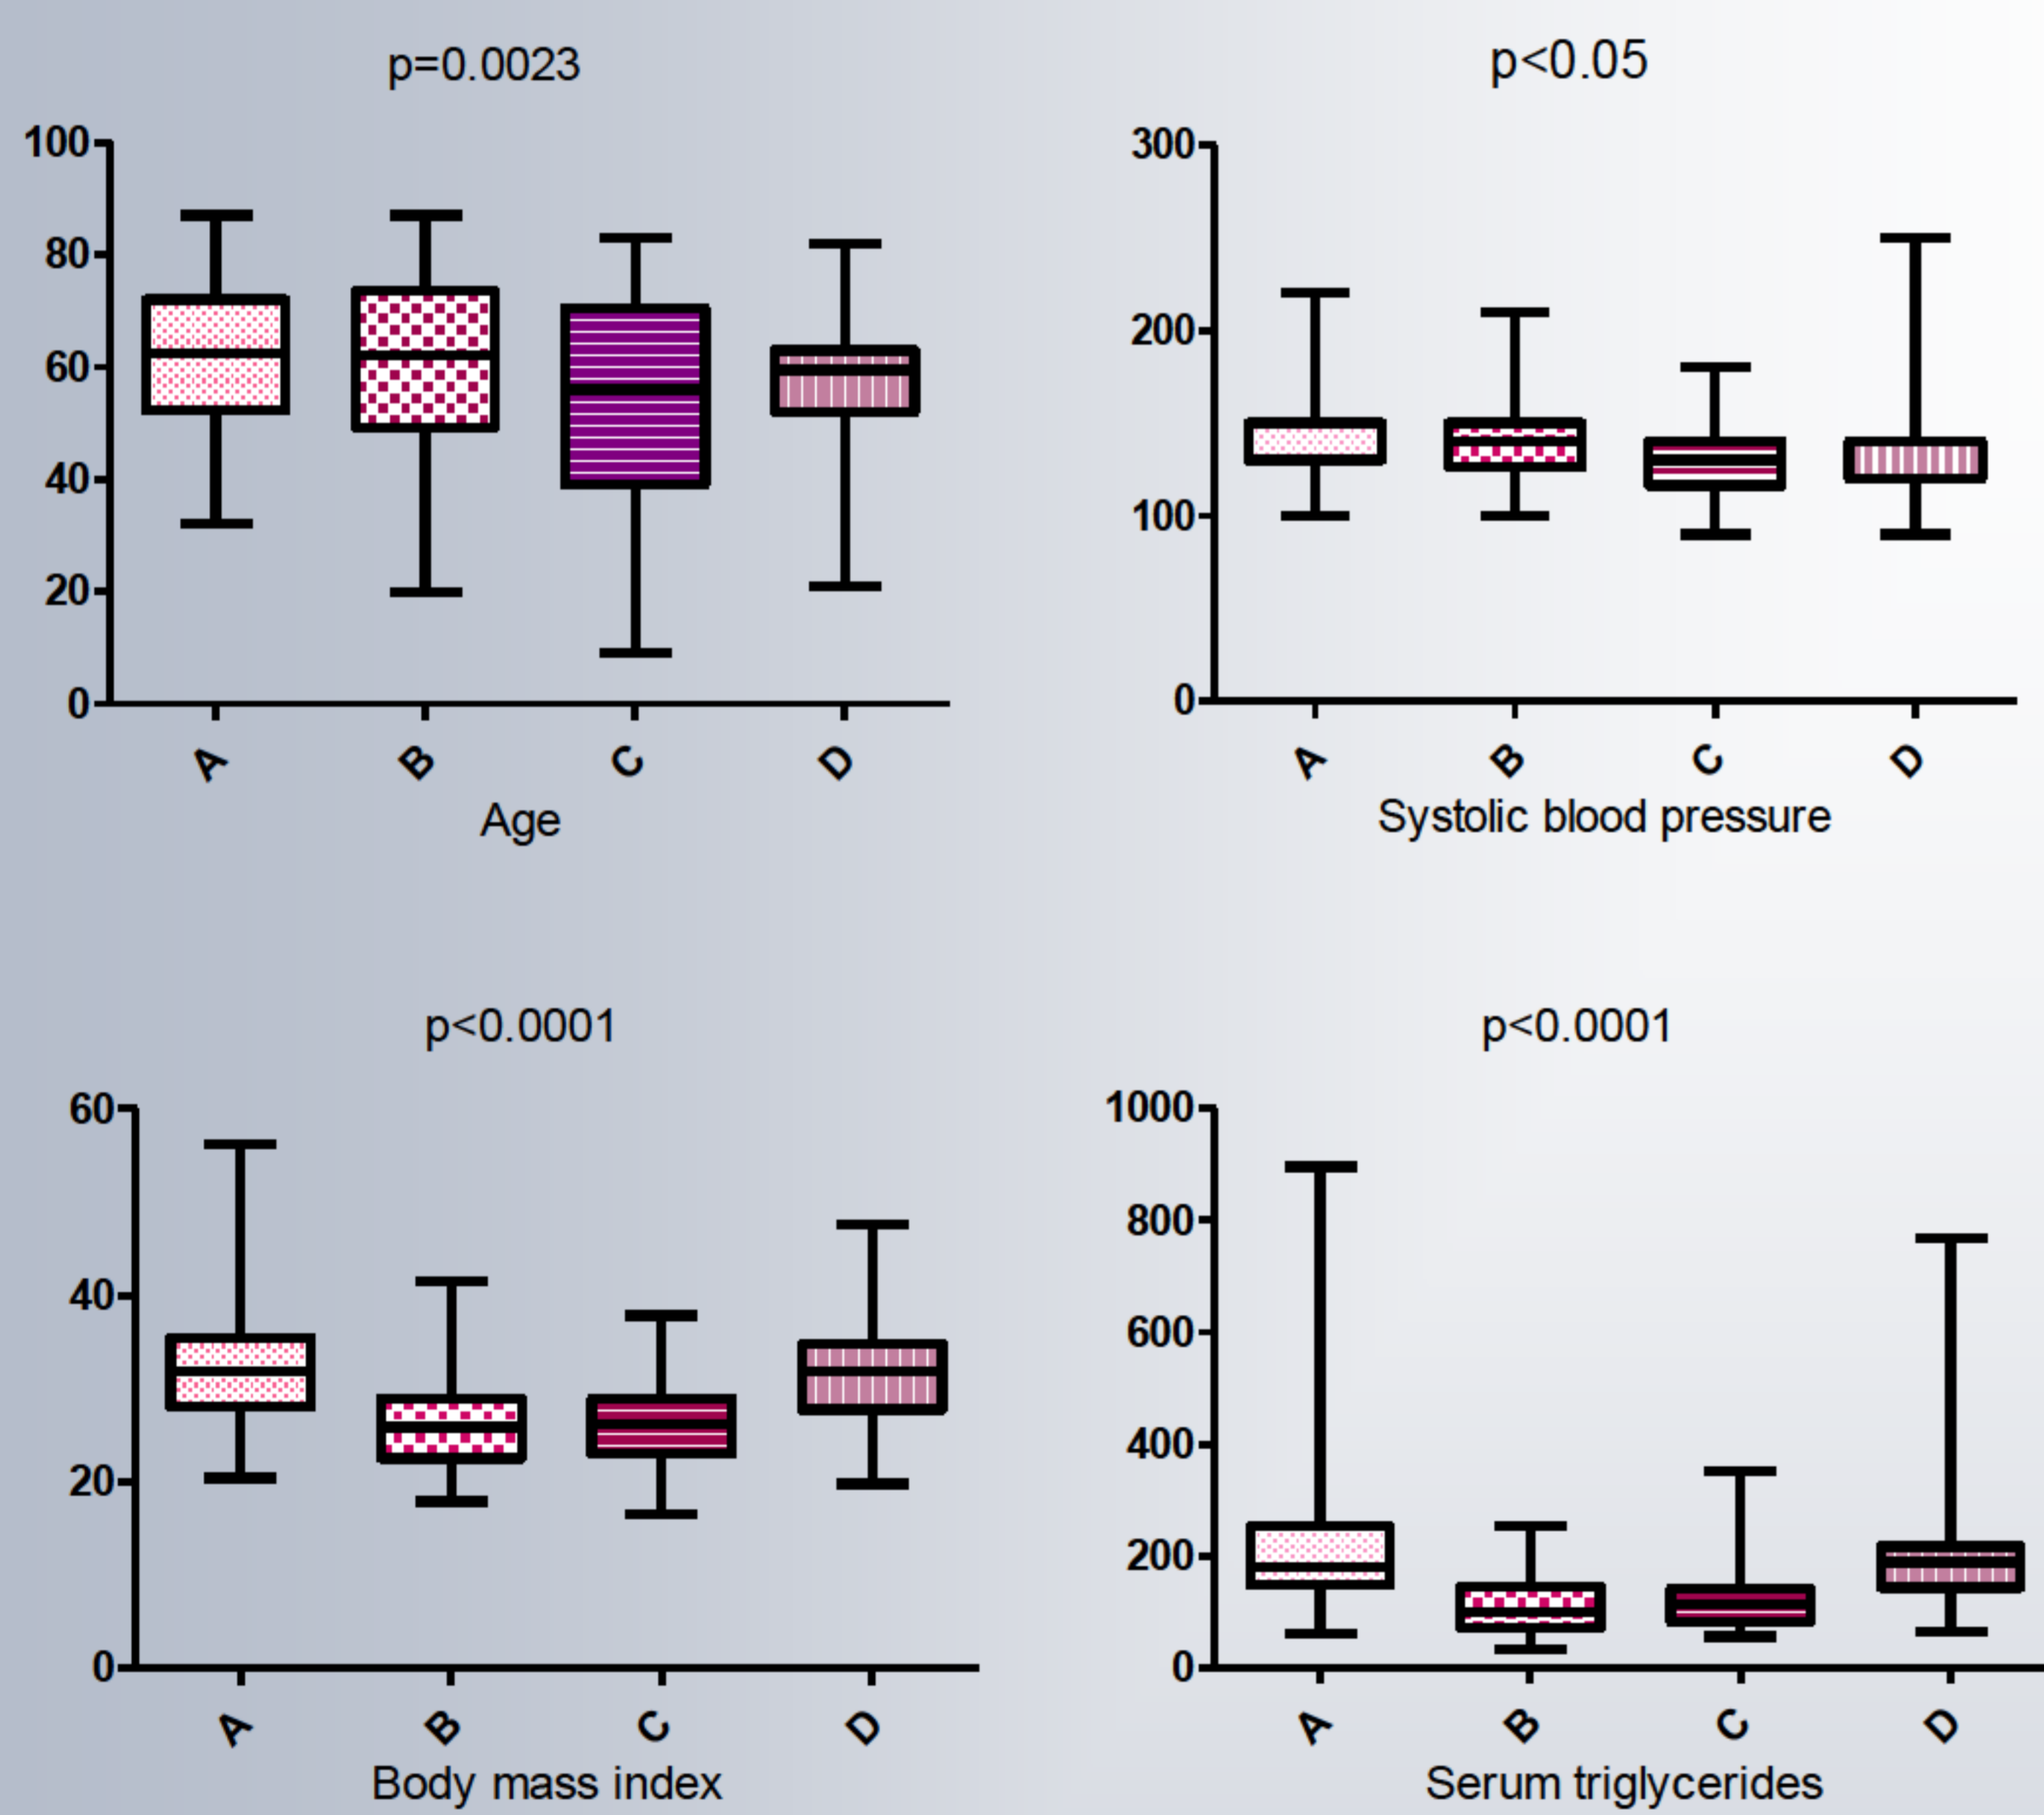 p=0.0023
100
80
60
40
20
0
A B C D
Age
p<0.05
300
200
100
0
A B C D
Systolic blood pressure
p<0.0001
60
40
20
0
A B C D
Body mass index
p<0.0001
1000
800
600
400
200
0
A B C D
Serum triglycerides